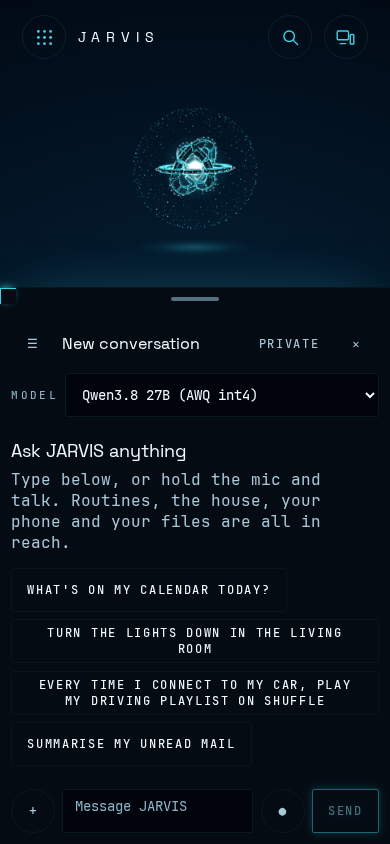 JARVIS
New conversation
PRIVATE
MODEL
Qwen3.8 27B (AWQ int4)
Ask JARVIS anything
Type below, or hold the mic and
talk. Routines, the house, your
phone and your files are all in
reach.
WHAT'S ON MY CALENDAR TODAY?
TURN THE LIGHTS DOWN IN THE LIVING
ROOM
EVERY TIME I CONNECT TO MY CAR, PLAY
MY DRIVING PLAYLIST ON SHUFFLE
SUMMARISE MY UNREAD MAIL
Message JARVIS
SEND